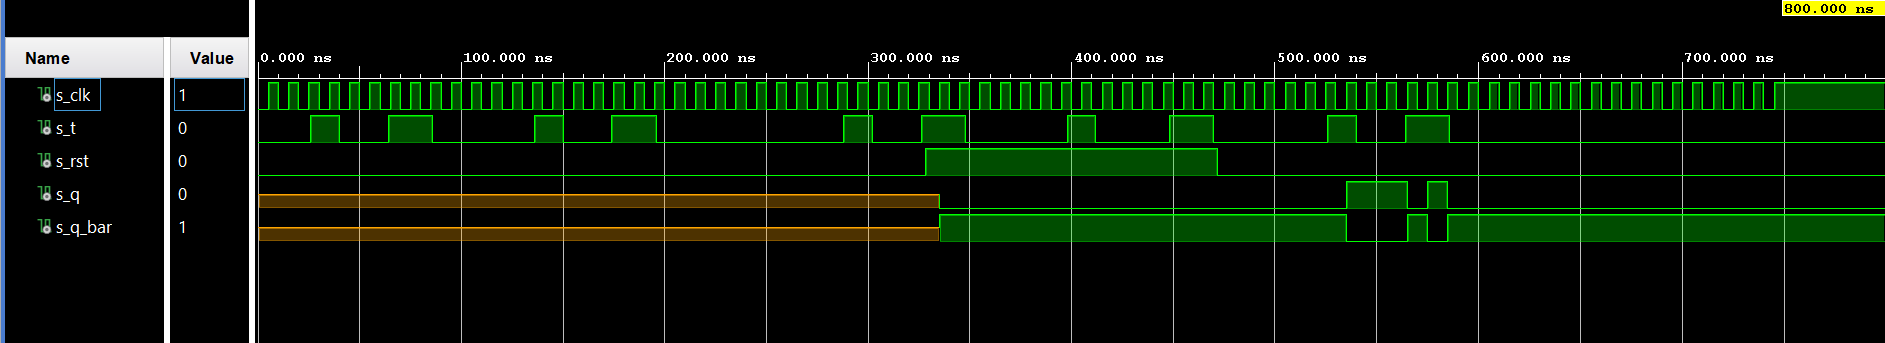 800.000 ns
Name Value
0.000 ns 100.000 ns 200.000 ns 300.000 ns 400.000 ns 500.000 ns 600.000 ns 700.000 ns
s_clk 1
s_t 0
s_rst 0
s_q 0
s_q_bar 1